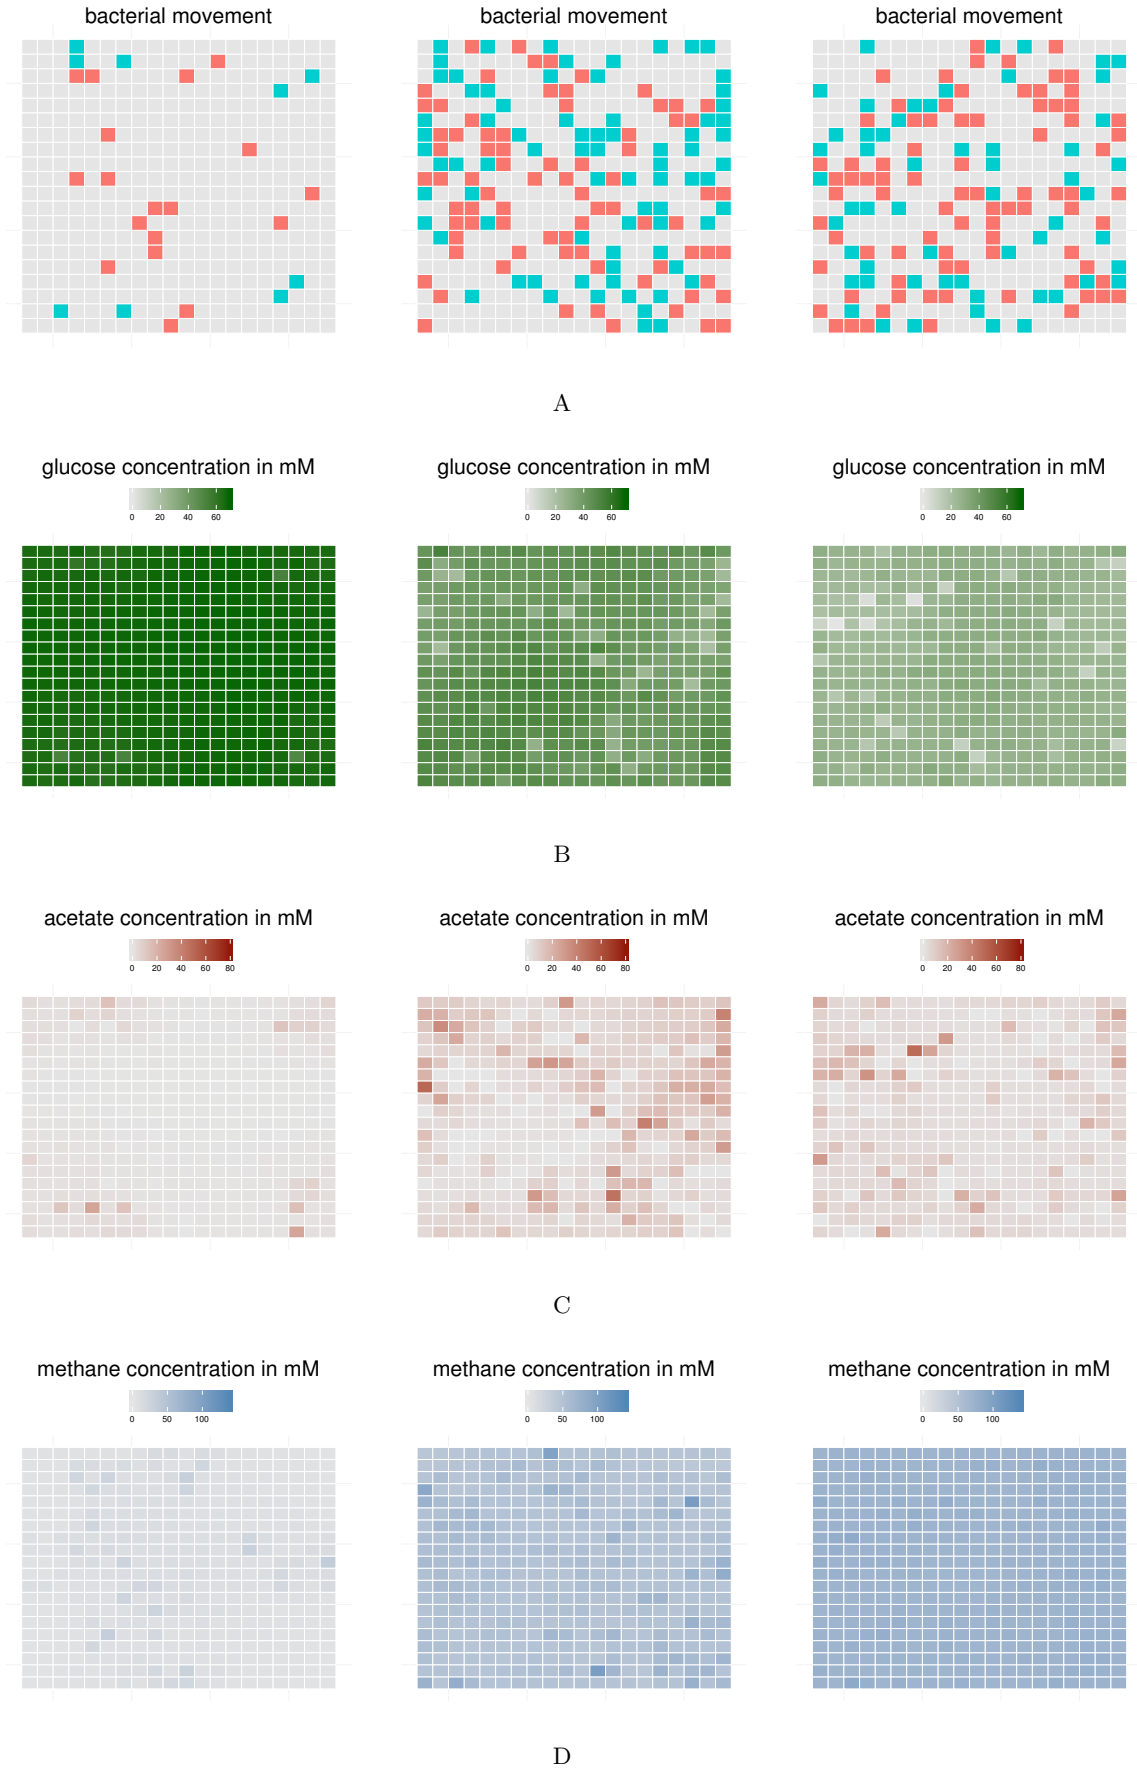 bacterial movement bacterial movement bacterial movement
A
glucose concentration in mM glucose concentration in mM glucose concentration in mM
0 20 40 60 0 20 40 60 0 20 40 60
B
acetate concentration in mM acetate concentration in mM acetate concentration in mM
0 20 40 60 80 0 20 40 60 80 0 20 40 60 80
C
methane concentration in mM methane concentration in mM methane concentration in mM
0 50 100 0 50 100 0 50 100
D